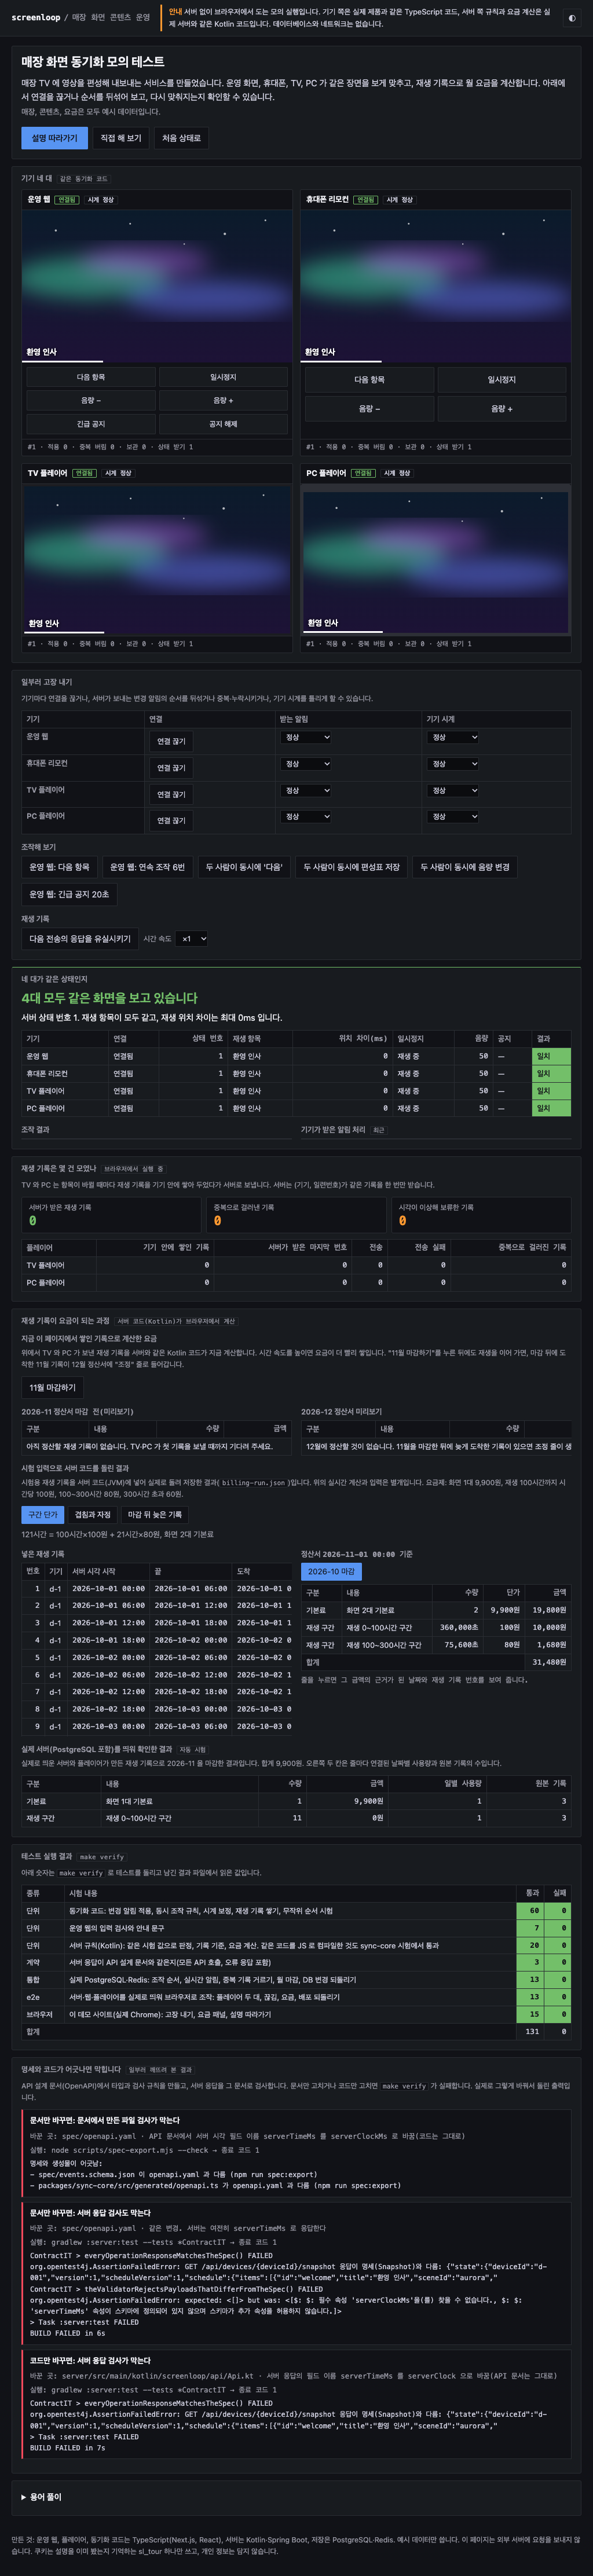 screenloop / 매장 화면 콘텐츠 운영
안내 서버 없이 브라우저에서 도는 모의 실행입니다. 기기 쪽은 실제 제품과 같은 TypeScript 코드, 서버 쪽 규칙과 요금 계산은 실제 서버와 같은 Kotlin 코드입니다. 데이터베이스와 네트워크는 없습니다.
매장 화면 동기화 모의 테스트
매장 TV 에 영상을 편성해 내보내는 서비스를 만들었습니다. 운영 화면, 휴대폰, TV, PC 가 같은 장면을 보게 맞추고, 재생 기록으로 월 요금을 계산합니다. 아래에서 연결을 끊거나 순서를 뒤섞어 보고, 다시 맞춰지는지 확인할 수 있습니다.
매장, 콘텐츠, 요금은 모두 예시 데이터입니다.
설명 따라가기 직접 해 보기 처음 상태로
기기 네 대 같은 동기화 코드
운영 웹 연결됨 시계 정상
환영 인사
다음 항목 일시정지
음량 − 음량 +
긴급 공지 공지 해제
#1 · 적용 0 · 중복 버림 0 · 보관 0 · 상태 받기 1
휴대폰 리모컨 연결됨 시계 정상
환영 인사
다음 항목 일시정지
음량 − 음량 +
#1 · 적용 0 · 중복 버림 0 · 보관 0 · 상태 받기 1
TV 플레이어 연결됨 시계 정상
환영 인사
#1 · 적용 0 · 중복 버림 0 · 보관 0 · 상태 받기 1
PC 플레이어 연결됨 시계 정상
환영 인사
#1 · 적용 0 · 중복 버림 0 · 보관 0 · 상태 받기 1
일부러 고장 내기
기기마다 연결을 끊거나, 서버가 보내는 변경 알림의 순서를 뒤섞거나 중복·누락시키거나, 기기 시계를 틀리게 할 수 있습니다.
기기 연결 받는 알림 기기 시계
운영 웹 연결 끊기 정상 정상
휴대폰 리모컨 연결 끊기 정상 정상
TV 플레이어 연결 끊기 정상 정상
PC 플레이어 연결 끊기 정상 정상
조작해 보기
운영 웹: 다음 항목 운영 웹: 연속 조작 6번 두 사람이 동시에 '다음' 두 사람이 동시에 편성표 저장 두 사람이 동시에 음량 변경
운영 웹: 긴급 공지 20초
재생 기록
다음 전송의 응답을 유실시키기 시간 속도 ×1
네 대가 같은 상태인지
4대 모두 같은 화면을 보고 있습니다
서버 상태 번호 1. 재생 항목이 모두 같고, 재생 위치 차이는 최대 0ms 입니다.
기기 연결 상태 번호 재생 항목 위치 차이(ms) 일시정지 음량 공지 결과
운영 웹 연결됨 1 환영 인사 0 재생 중 50 — 일치
휴대폰 리모컨 연결됨 1 환영 인사 0 재생 중 50 — 일치
TV 플레이어 연결됨 1 환영 인사 0 재생 중 50 — 일치
PC 플레이어 연결됨 1 환영 인사 0 재생 중 50 — 일치
조작 결과
기기가 받은 알림 처리 최근
재생 기록은 몇 건 모였나 브라우저에서 실행 중
TV 와 PC 는 항목이 바뀔 때마다 재생 기록을 기기 안에 쌓아 두었다가 서버로 보냅니다. 서버는 (기기, 일련번호)가 같은 기록을 한 번만 받습니다.
서버가 받은 재생 기록
0
중복으로 걸러낸 기록
0
시각이 이상해 보류한 기록
0
플레이어 기기 안에 쌓인 기록 서버가 받은 마지막 번호 전송 전송 실패 중복으로 걸러진 기록
TV 플레이어 0 0 0 0 0
PC 플레이어 0 0 0 0 0
재생 기록이 요금이 되는 과정 서버 코드(Kotlin)가 브라우저에서 계산
지금 이 페이지에서 쌓인 기록으로 계산한 요금
위에서 TV 와 PC 가 보낸 재생 기록을 서버와 같은 Kotlin 코드가 지금 계산합니다. 시간 속도를 높이면 요금이 더 빨리 쌓입니다. "11월 마감하기"를 누른 뒤에도 재생을 이어 가면, 마감 뒤에 도착한 11월 기록이 12월 정산서에 "조정" 줄로 들어갑니다.
11월 마감하기
2026-11 정산서 마감 전(미리보기)
구분 내용 수량 금액
아직 정산할 재생 기록이 없습니다. TV·PC 가 첫 기록을 보낼 때까지 기다려 주세요.
2026-12 정산서 미리보기
구분 내용 수량
12월에 정산할 것이 없습니다. 11월을 마감한 뒤에 늦게 도착한 기록이 있으면 조정 줄이 생
시험 입력으로 서버 코드를 돌린 결과
시험용 재생 기록을 서버 코드(JVM)에 넣어 실제로 돌려 저장한 결과( billing-run.json )입니다. 위의 실시간 계산과 입력은 별개입니다. 요금제: 화면 1대 9,900원, 재생 100시간까지 시간당 100원, 100~300시간 80원, 300시간 초과 60원.
구간 단가 겹침과 자정 마감 뒤 늦은 기록
121시간 = 100시간×100원 + 21시간×80원, 화면 2대 기본료
넣은 재생 기록
번호 기기 서버 시각 시작 끝 도착
1 d-1 2026-10-01 00:00 2026-10-01 06:00 2026-10-01 0
2 d-1 2026-10-01 06:00 2026-10-01 12:00 2026-10-01 1
3 d-1 2026-10-01 12:00 2026-10-01 18:00 2026-10-01 1
4 d-1 2026-10-01 18:00 2026-10-02 00:00 2026-10-02 0
5 d-1 2026-10-02 00:00 2026-10-02 06:00 2026-10-02 0
6 d-1 2026-10-02 06:00 2026-10-02 12:00 2026-10-02 1
7 d-1 2026-10-02 12:00 2026-10-02 18:00 2026-10-02 1
8 d-1 2026-10-02 18:00 2026-10-03 00:00 2026-10-03 0
9 d-1 2026-10-03 00:00 2026-10-03 06:00 2026-10-03 0
정산서 2026-11-01 00:00 기준
2026-10 마감
구분 내용 수량 단가 금액
기본료 화면 2대 기본료 2 9,900원 19,800원
재생 구간 재생 0~100시간 구간 360,000초 100원 10,000원
재생 구간 재생 100~300시간 구간 75,600초 80원 1,680원
합계 31,480원
줄을 누르면 그 금액의 근거가 된 날짜와 재생 기록 번호를 보여 줍니다.
실제 서버(PostgreSQL 포함)를 띄워 확인한 결과 자동 시험
실제로 띄운 서버와 플레이어가 만든 재생 기록으로 2026-11 을 마감한 결과입니다. 합계 9,900원. 오른쪽 두 칸은 줄마다 연결된 날짜별 사용량과 원본 기록의 수입니다.
구분 내용 수량 금액 일별 사용량 원본 기록
기본료 화면 1대 기본료 1 9,900원 1 3
재생 구간 재생 0~100시간 구간 11 0원 1 3
테스트 실행 결과 make verify
아래 숫자는 make verify 로 테스트를 돌리고 남긴 결과 파일에서 읽은 값입니다.
종류 시험 내용 통과 실패
단위 동기화 코드: 변경 알림 적용, 동시 조작 규칙, 시계 보정, 재생 기록 쌓기, 무작위 순서 시험 60 0
단위 운영 웹의 입력 검사와 안내 문구 7 0
단위 서버 규칙(Kotlin): 같은 시험 값으로 판정, 기록 기준, 요금 계산. 같은 코드를 JS 로 컴파일한 것도 sync-core 시험에서 통과 20 0
계약 서버 응답이 API 설계 문서와 같은지(모든 API 호출, 오류 응답 포함) 3 0
통합 실제 PostgreSQL·Redis: 조작 순서, 실시간 알림, 중복 기록 거르기, 월 마감, DB 변경 되돌리기 13 0
e2e 서버·웹·플레이어를 실제로 띄우고 브라우저로 조작: 플레이어 두 대, 끊김, 요금, 배포 되돌리기 13 0
브라우저 이 데모 사이트(실제 Chrome): 고장 내기, 요금 패널, 설명 따라가기 15 0
합계 131 0
명세와 코드가 어긋나면 막힙니다 일부러 깨뜨려 본 결과
API 설계 문서(OpenAPI)에서 타입과 검사 규칙을 만들고, 서버 응답을 그 문서로 검사합니다. 문서만 고치거나 코드만 고치면 make verify 가 실패합니다. 실제로 그렇게 바꿔서 돌린 출력입니다.
문서만 바꾸면: 문서에서 만든 파일 검사가 막는다
바꾼 곳: spec/openapi.yaml · API 문서에서 서버 시각 필드 이름 serverTimeMs 를 serverClockMs 로 바꿈(코드는 그대로)
실행: node scripts/spec-export.mjs --check → 종료 코드 1
명세와 생성물이 어긋남:
- spec/events.schema.json 이 openapi.yaml 과 다름 (npm run spec:export)
- packages/sync-core/src/generated/openapi.ts 가 openapi.yaml 과 다름 (npm run spec:export)
문서만 바꾸면: 서버 응답 검사도 막는다
바꾼 곳: spec/openapi.yaml · 같은 변경. 서버는 여전히 serverTimeMs 로 응답한다
실행: gradlew :server:test --tests *ContractIT → 종료 코드 1
ContractIT > everyOperationResponseMatchesTheSpec() FAILED
org.opentest4j.AssertionFailedError: GET /api/devices/{deviceId}/snapshot 응답이 명세(Snapshot)와 다름: {"state":{"deviceId":"d-001","version":1,"scheduleVersion":1,"schedule":{"items":[{"id":"welcome","title":"환영 인사","sceneId":"aurora","
ContractIT > theValidatorRejectsPayloadsThatDifferFromTheSpec() FAILED
org.opentest4j.AssertionFailedError: expected: <[]> but was: <[$: $: 필수 속성 'serverClockMs'을(를) 찾을 수 없습니다., $: $: 'serverTimeMs' 속성이 스키마에 정의되어 있지 않으며 스키마가 추가 속성을 허용하지 않습니다.]>
> Task :server:test FAILED
BUILD FAILED in 6s
코드만 바꾸면: 서버 응답 검사가 막는다
바꾼 곳: server/src/main/kotlin/screenloop/api/Api.kt · 서버 응답의 필드 이름 serverTimeMs 를 serverClock 으로 바꿈(API 문서는 그대로)
실행: gradlew :server:test --tests *ContractIT → 종료 코드 1
ContractIT > everyOperationResponseMatchesTheSpec() FAILED
org.opentest4j.AssertionFailedError: GET /api/devices/{deviceId}/snapshot 응답이 명세(Snapshot)와 다름: {"state":{"deviceId":"d-001","version":1,"scheduleVersion":1,"schedule":{"items":[{"id":"welcome","title":"환영 인사","sceneId":"aurora","
> Task :server:test FAILED
BUILD FAILED in 7s
▶ 용어 풀이
만든 것: 운영 웹, 플레이어, 동기화 코드는 TypeScript(Next.js, React), 서버는 Kotlin·Spring Boot, 저장은 PostgreSQL·Redis. 예시 데이터만 씁니다. 이 페이지는 외부 서버에 요청을 보내지 않습니다. 쿠키는 설명을 이미 봤는지 기억하는 sl_tour 하나만 쓰고, 개인 정보는 담지 않습니다.